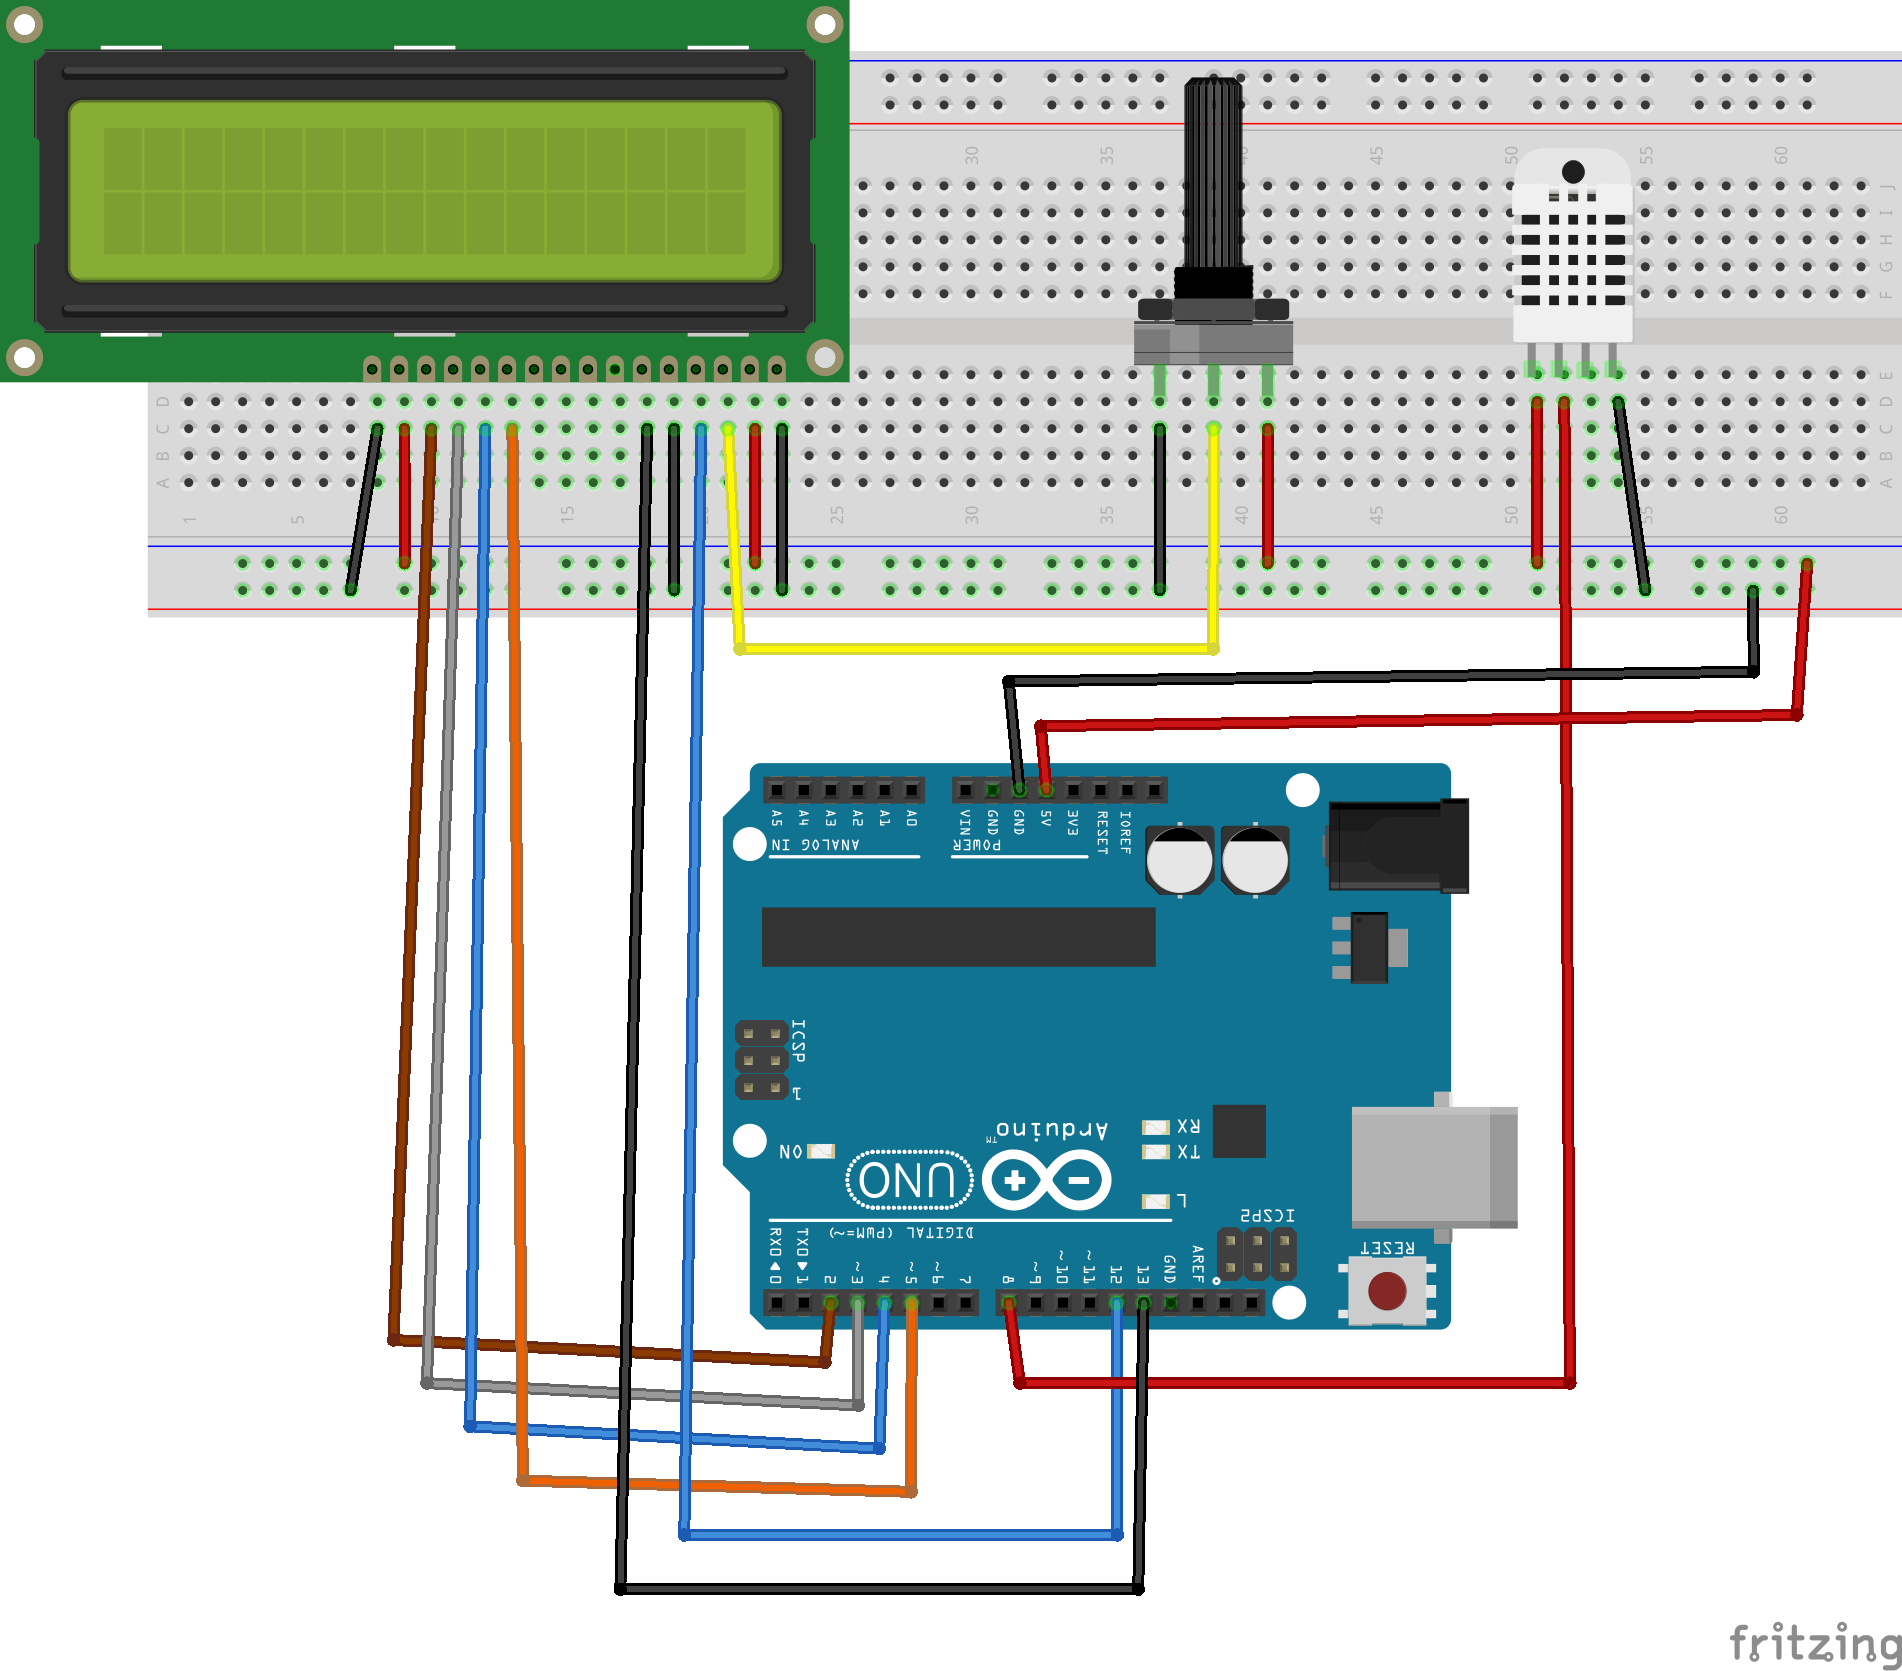 30 35 40 45 50 55 60
J
I
H
G
F
E
D D
C C
B B
A A
1 5 10 15 20 25 30 35 40 45 50 55 60
A5 A4 A3 A2 A1 A0 VIN GND GND 5V 3V3 RESET IOREF
ANALOG IN POWER
ICSP
1
Arduino™
ON UNO + − RX
TX
L
DIGITAL (PWM=~) ICSP2
RX0◀0 TX0▶1 2 ~3 4 ~5 ~6 7 8 ~9 ~10 ~11 12 13 GND AREF RESET
fritzing